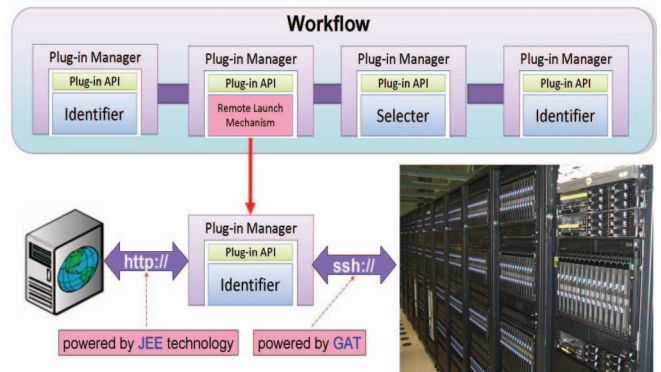 Workflow
Plug-in Manager
Plug-in API
Identifier
Plug-in Manager
Plug-in API
Remote Launch
Mechanism
Plug-in Manager
Plug-in API
Selecter
Plug-in Manager
Plug-in API
Identifier
Plug-in Manager
Plug-in API
Identifier
http://
ssh://
powered by JEE technology
powered by GAT